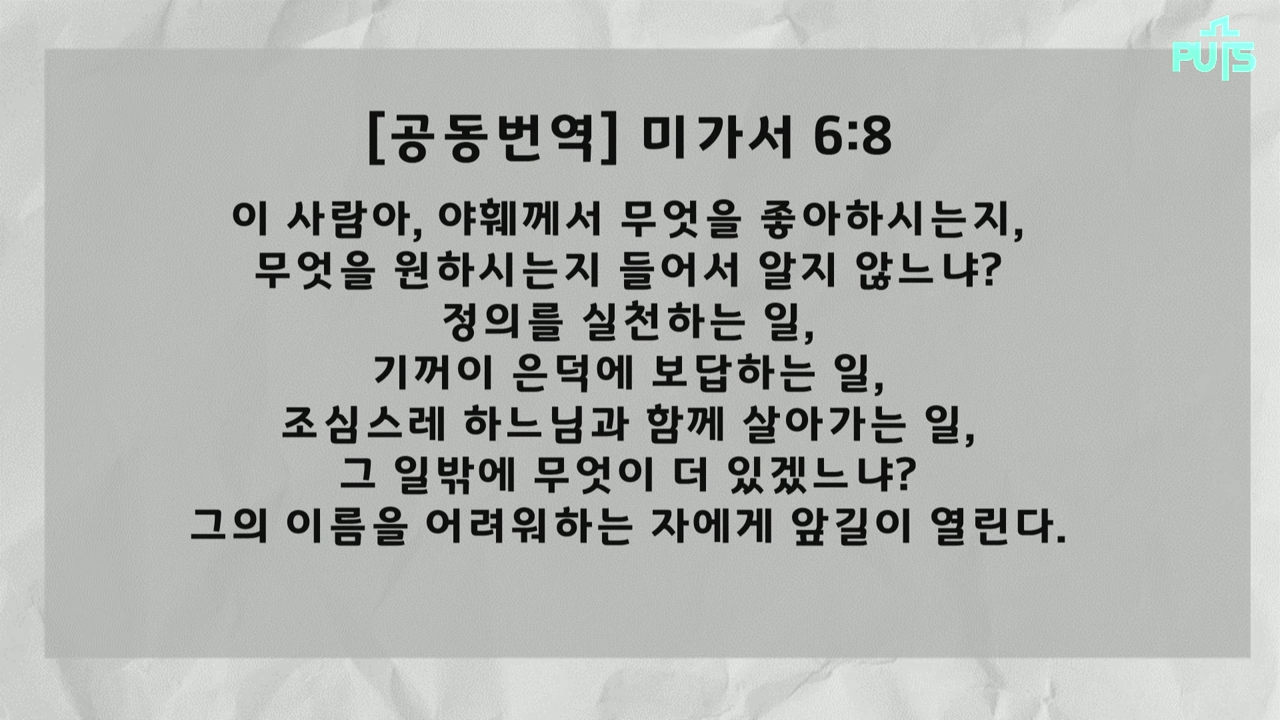 PUTS
[공동번역] 미가서 6:8
이 사람아, 야훼께서 무엇을 좋아하시는지,
무엇을 원하시는지 들어서 알지 않느냐?
정의를 실천하는 일,
기꺼이 은덕에 보답하는 일,
조심스레 하느님과 함께 살아가는 일,
그 일밖에 무엇이 더 있겠느냐?
그의 이름을 어려워하는 자에게 앞길이 열린다.